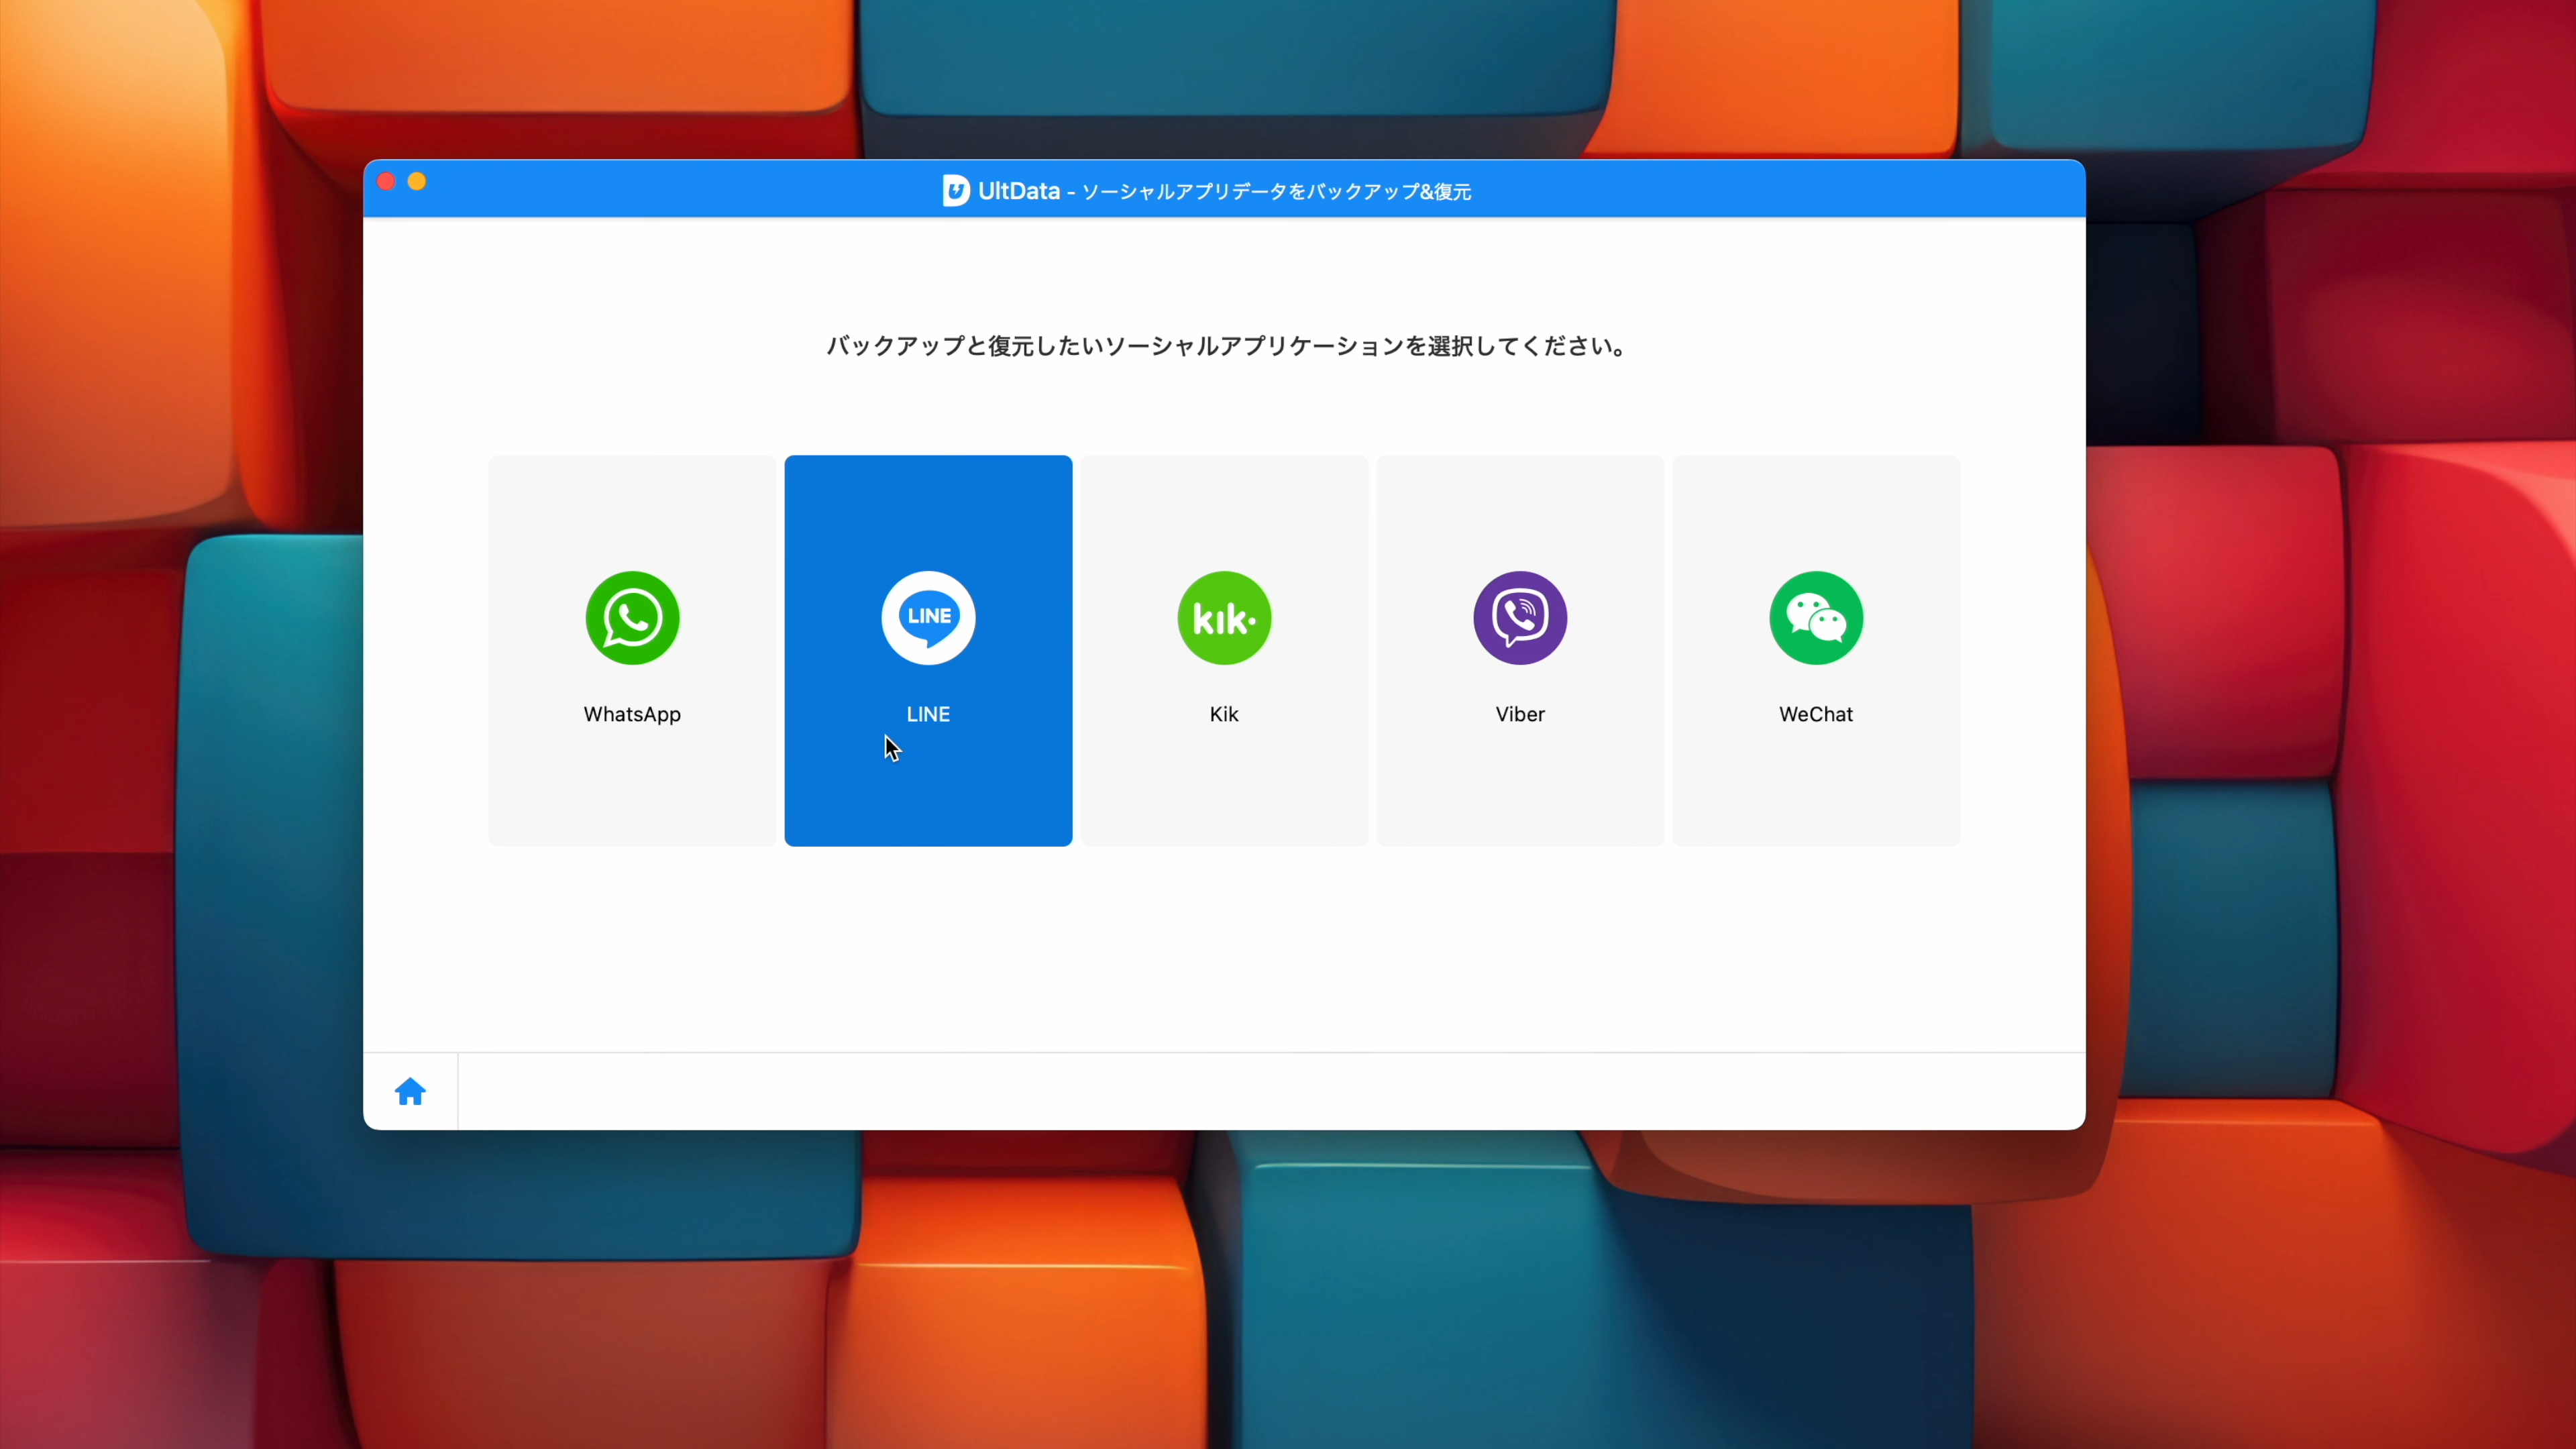 UltData - ソーシャルアプリデータをバックアップ&復元
バックアップと復元したいソーシャルアプリケーションを選択してください。
LINE
kik.
WhatsApp
LINE
Kik
Viber
WeChat